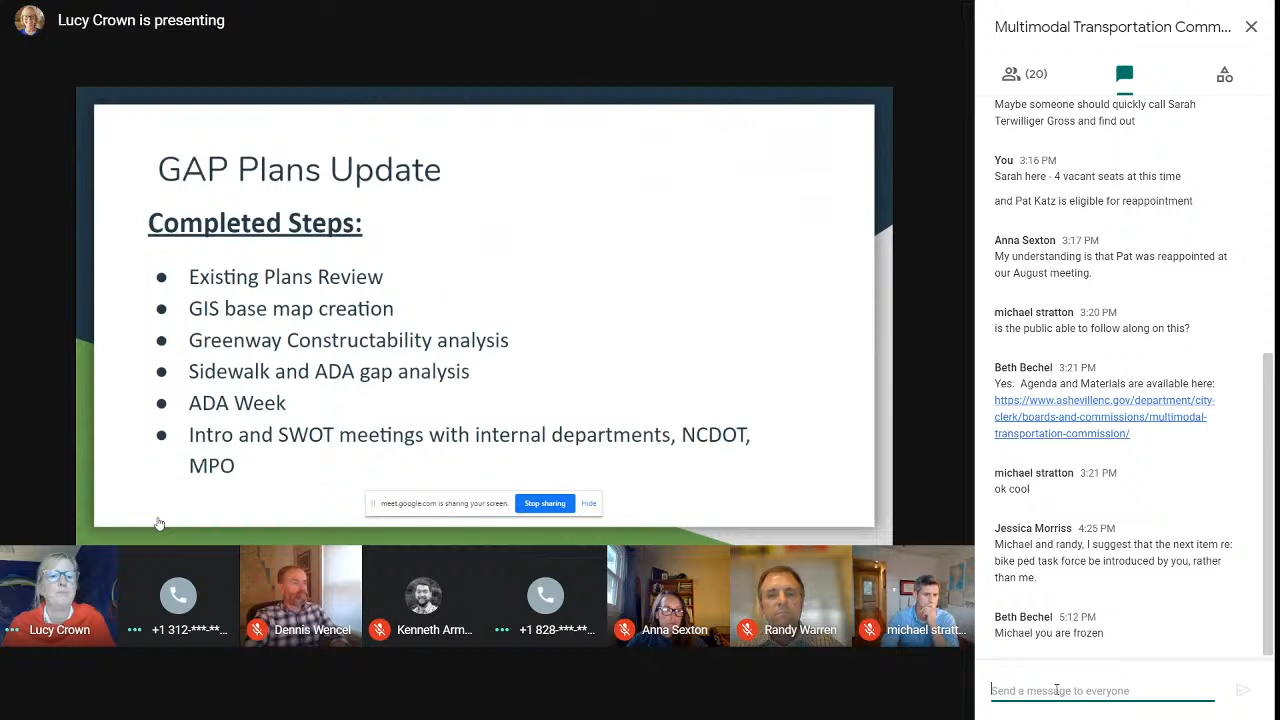 Lucy Crown is presenting
GAP Plans Update
Completed Steps:
● Existing Plans Review
● GIS base map creation
● Greenway Constructability analysis
● Sidewalk and ADA gap analysis
● ADA Week
● Intro and SWOT meetings with internal departments, NCDOT,
MPO
meet.google.com is sharing your screen. Stop sharing Hide
Lucy Crown
+1 312-***-**...
Dennis Wencel
Kenneth Arm...
+1 828-***-**...
Anna Sexton
Randy Warren
michael stratt...
Multimodal Transportation Comm...
(20)
Maybe someone should quickly call Sarah
Terwilliger Gross and find out
You 3:16 PM
Sarah here - 4 vacant seats at this time
and Pat Katz is eligible for reappointment
Anna Sexton 3:17 PM
My understanding is that Pat was reappointed at
our August meeting.
michael stratton 3:20 PM
is the public able to follow along on this?
Beth Bechel 3:21 PM
Yes. Agenda and Materials are available here:
https://www.ashevillenc.gov/department/city-
clerk/boards-and-commissions/multimodal-
transportation-commission/
michael stratton 3:21 PM
ok cool
Jessica Morriss 4:25 PM
Michael and randy, I suggest that the next item re:
bike ped task force be introduced by you, rather
than me.
Beth Bechel 5:12 PM
Michael you are frozen
Send a message to everyone